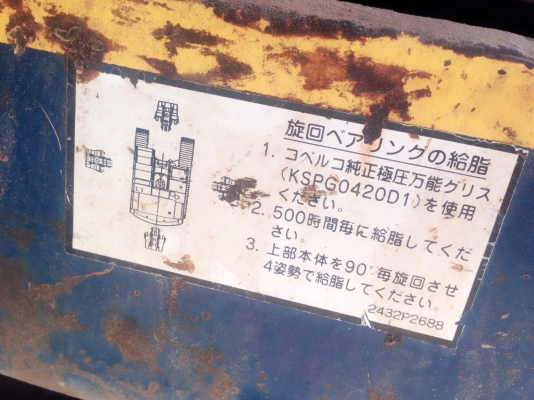 旋回ベアリングの給脂
1. コベルコ純正極圧万能グリス
(KSPG0420D1)を使用
ください。
2. 500時間毎に給脂してくだ
さい。
3. 上部本体を90°毎旋回させ
4姿勢で給脂してください。
2432P2688